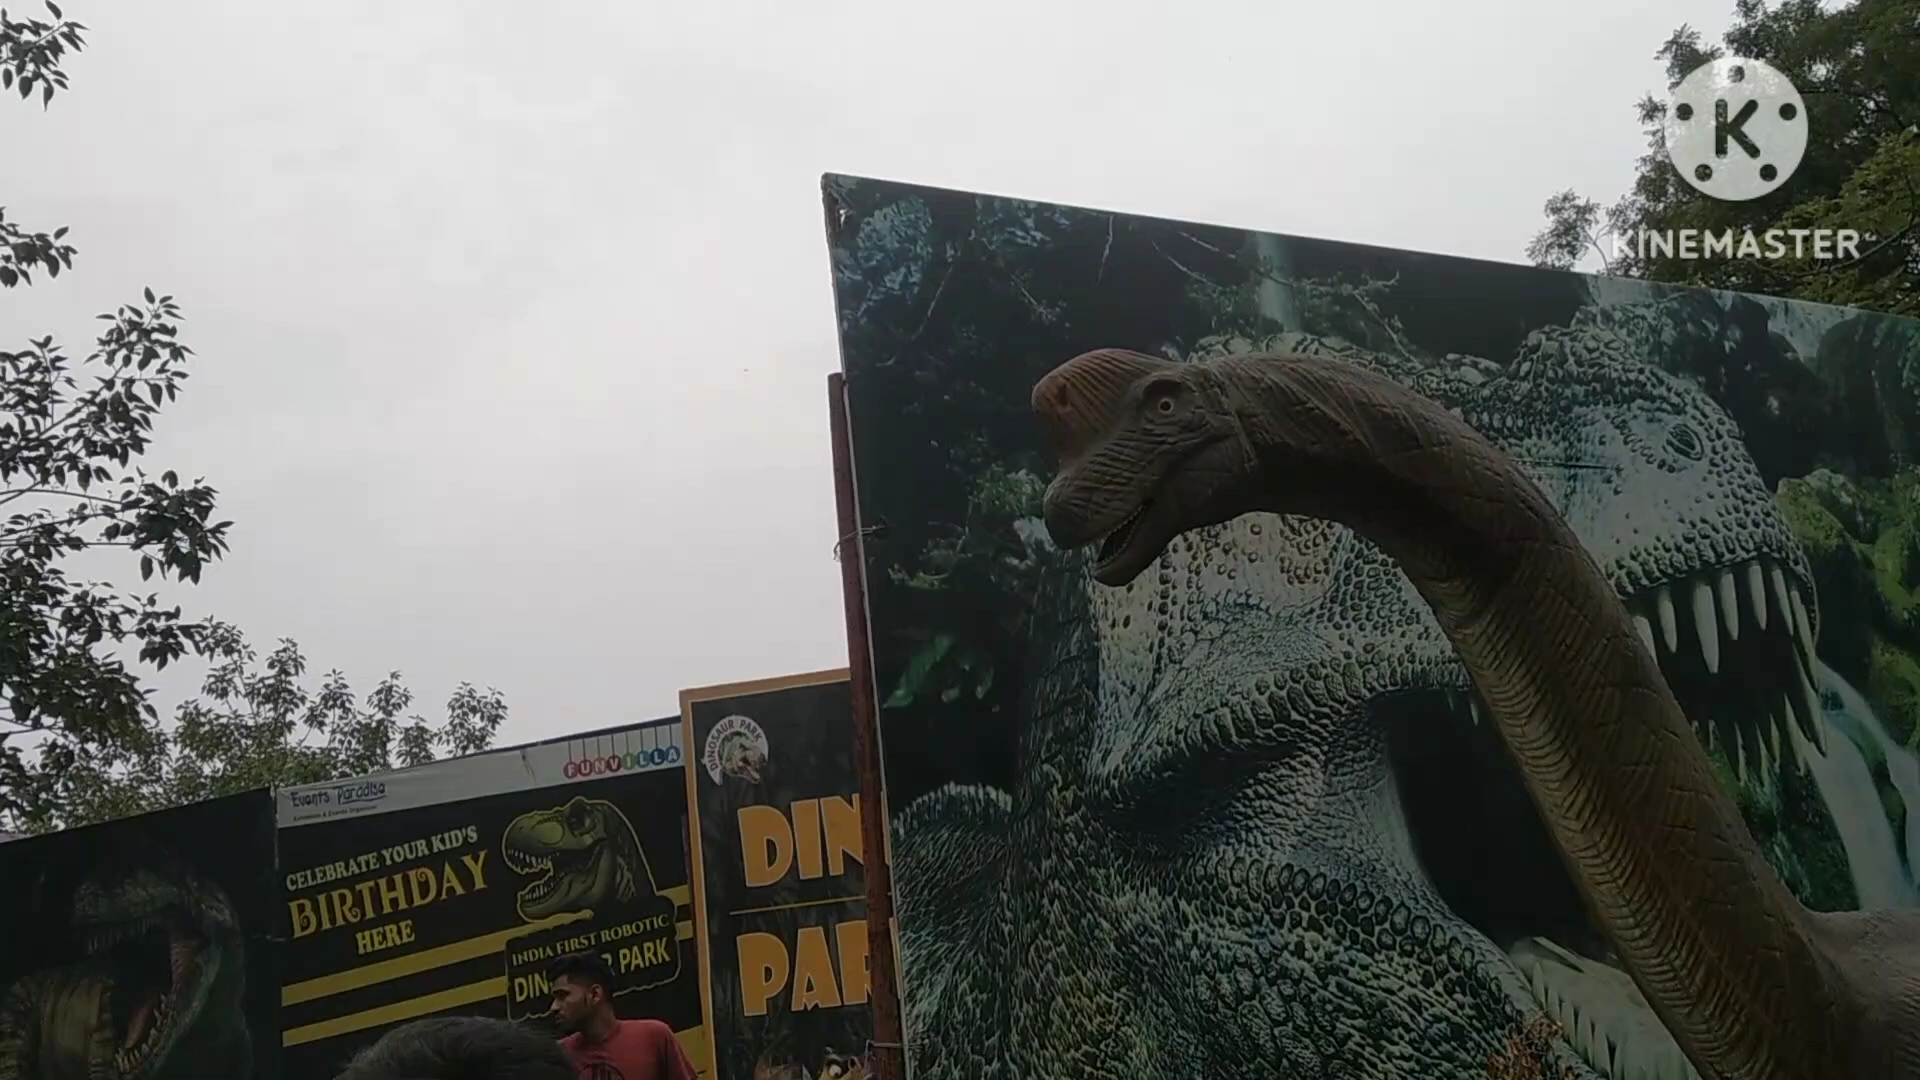 K
KINEMASTER
FUNVILLA
Events Paradise
CELEBRATE YOUR KID'S
BIRTHDAY
HERE
INDIA FIRST ROBOTIC
PARK
DINOSAUR PARK
DIN
PAR